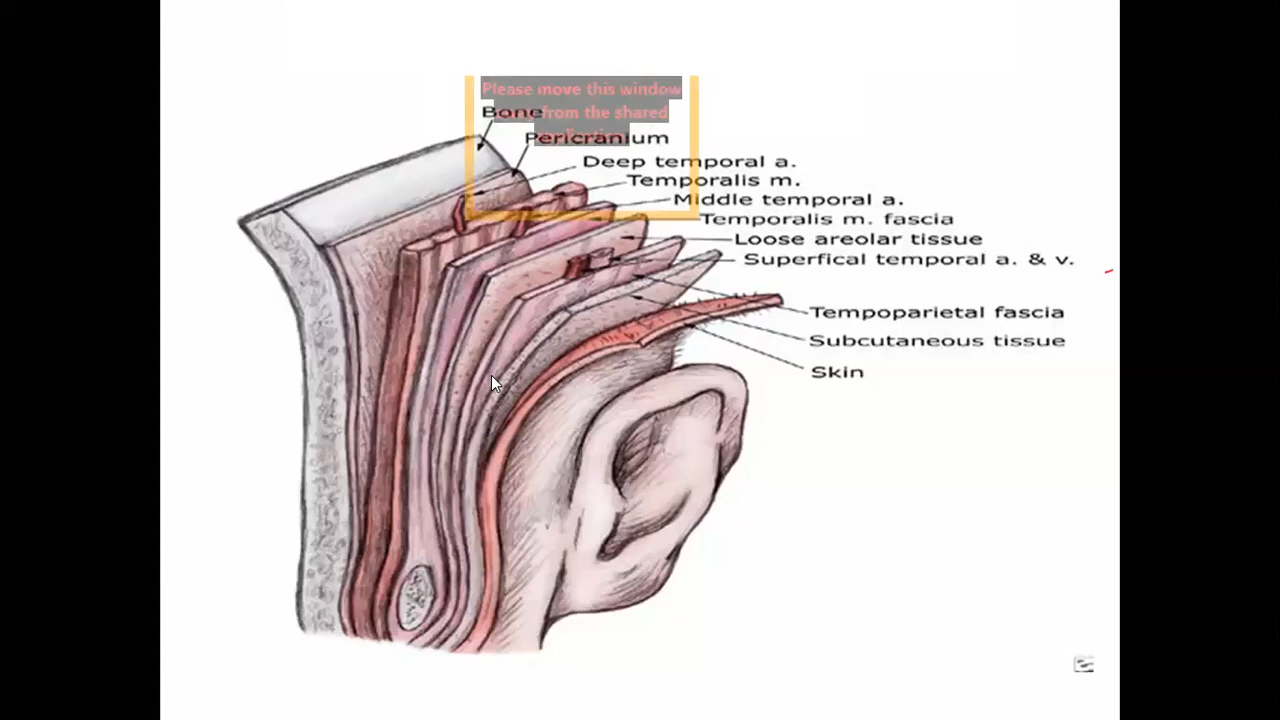 Please move this window
from the shared
Bone
Pericranium
Deep temporal a.
Temporalis m.
Middle temporal a.
Temporalis m. fascia
Loose areolar tissue
Superfical temporal a. & v.
Tempoparietal fascia
Subcutaneous tissue
Skin